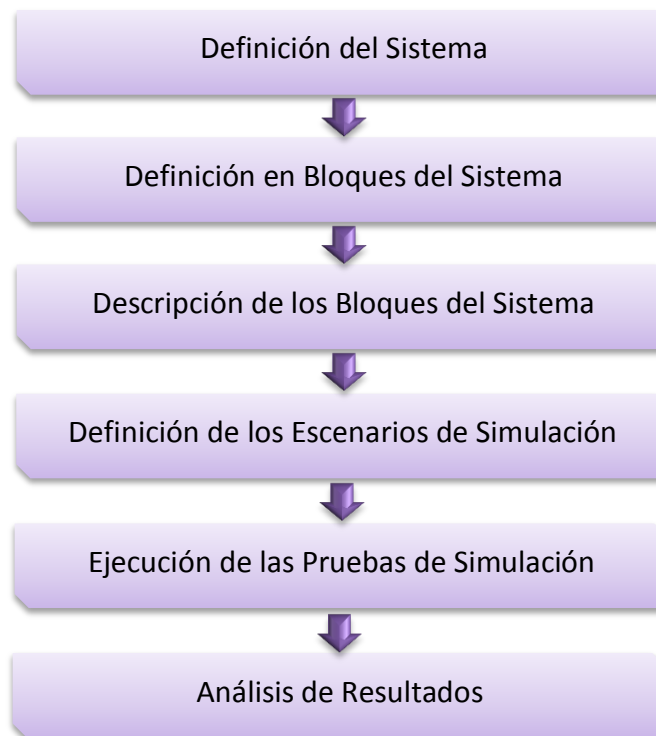 Definición del Sistema
Definición en Bloques del Sistema
Descripción de los Bloques del Sistema
Definición de los Escenarios de Simulación
Ejecución de las Pruebas de Simulación
Análisis de Resultados